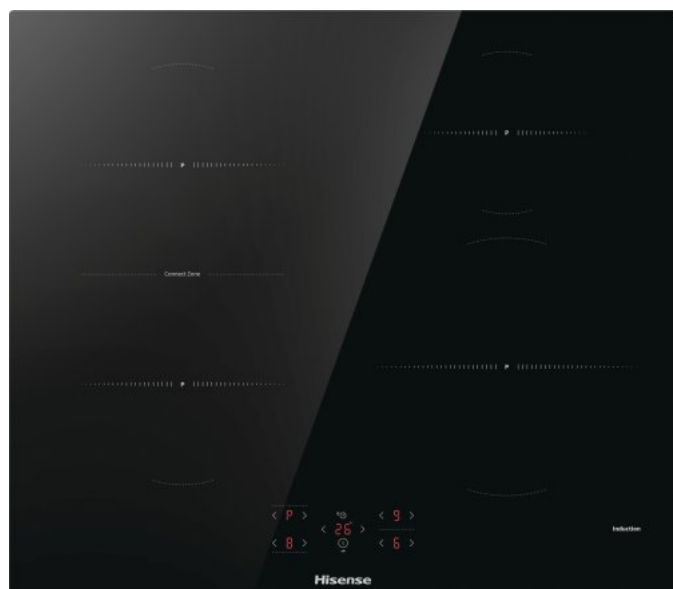 P
P
Connect Zone
P
P
< P >
< 9 >
< 26 >
< 8 >
< 6 >
Induction
Hisense